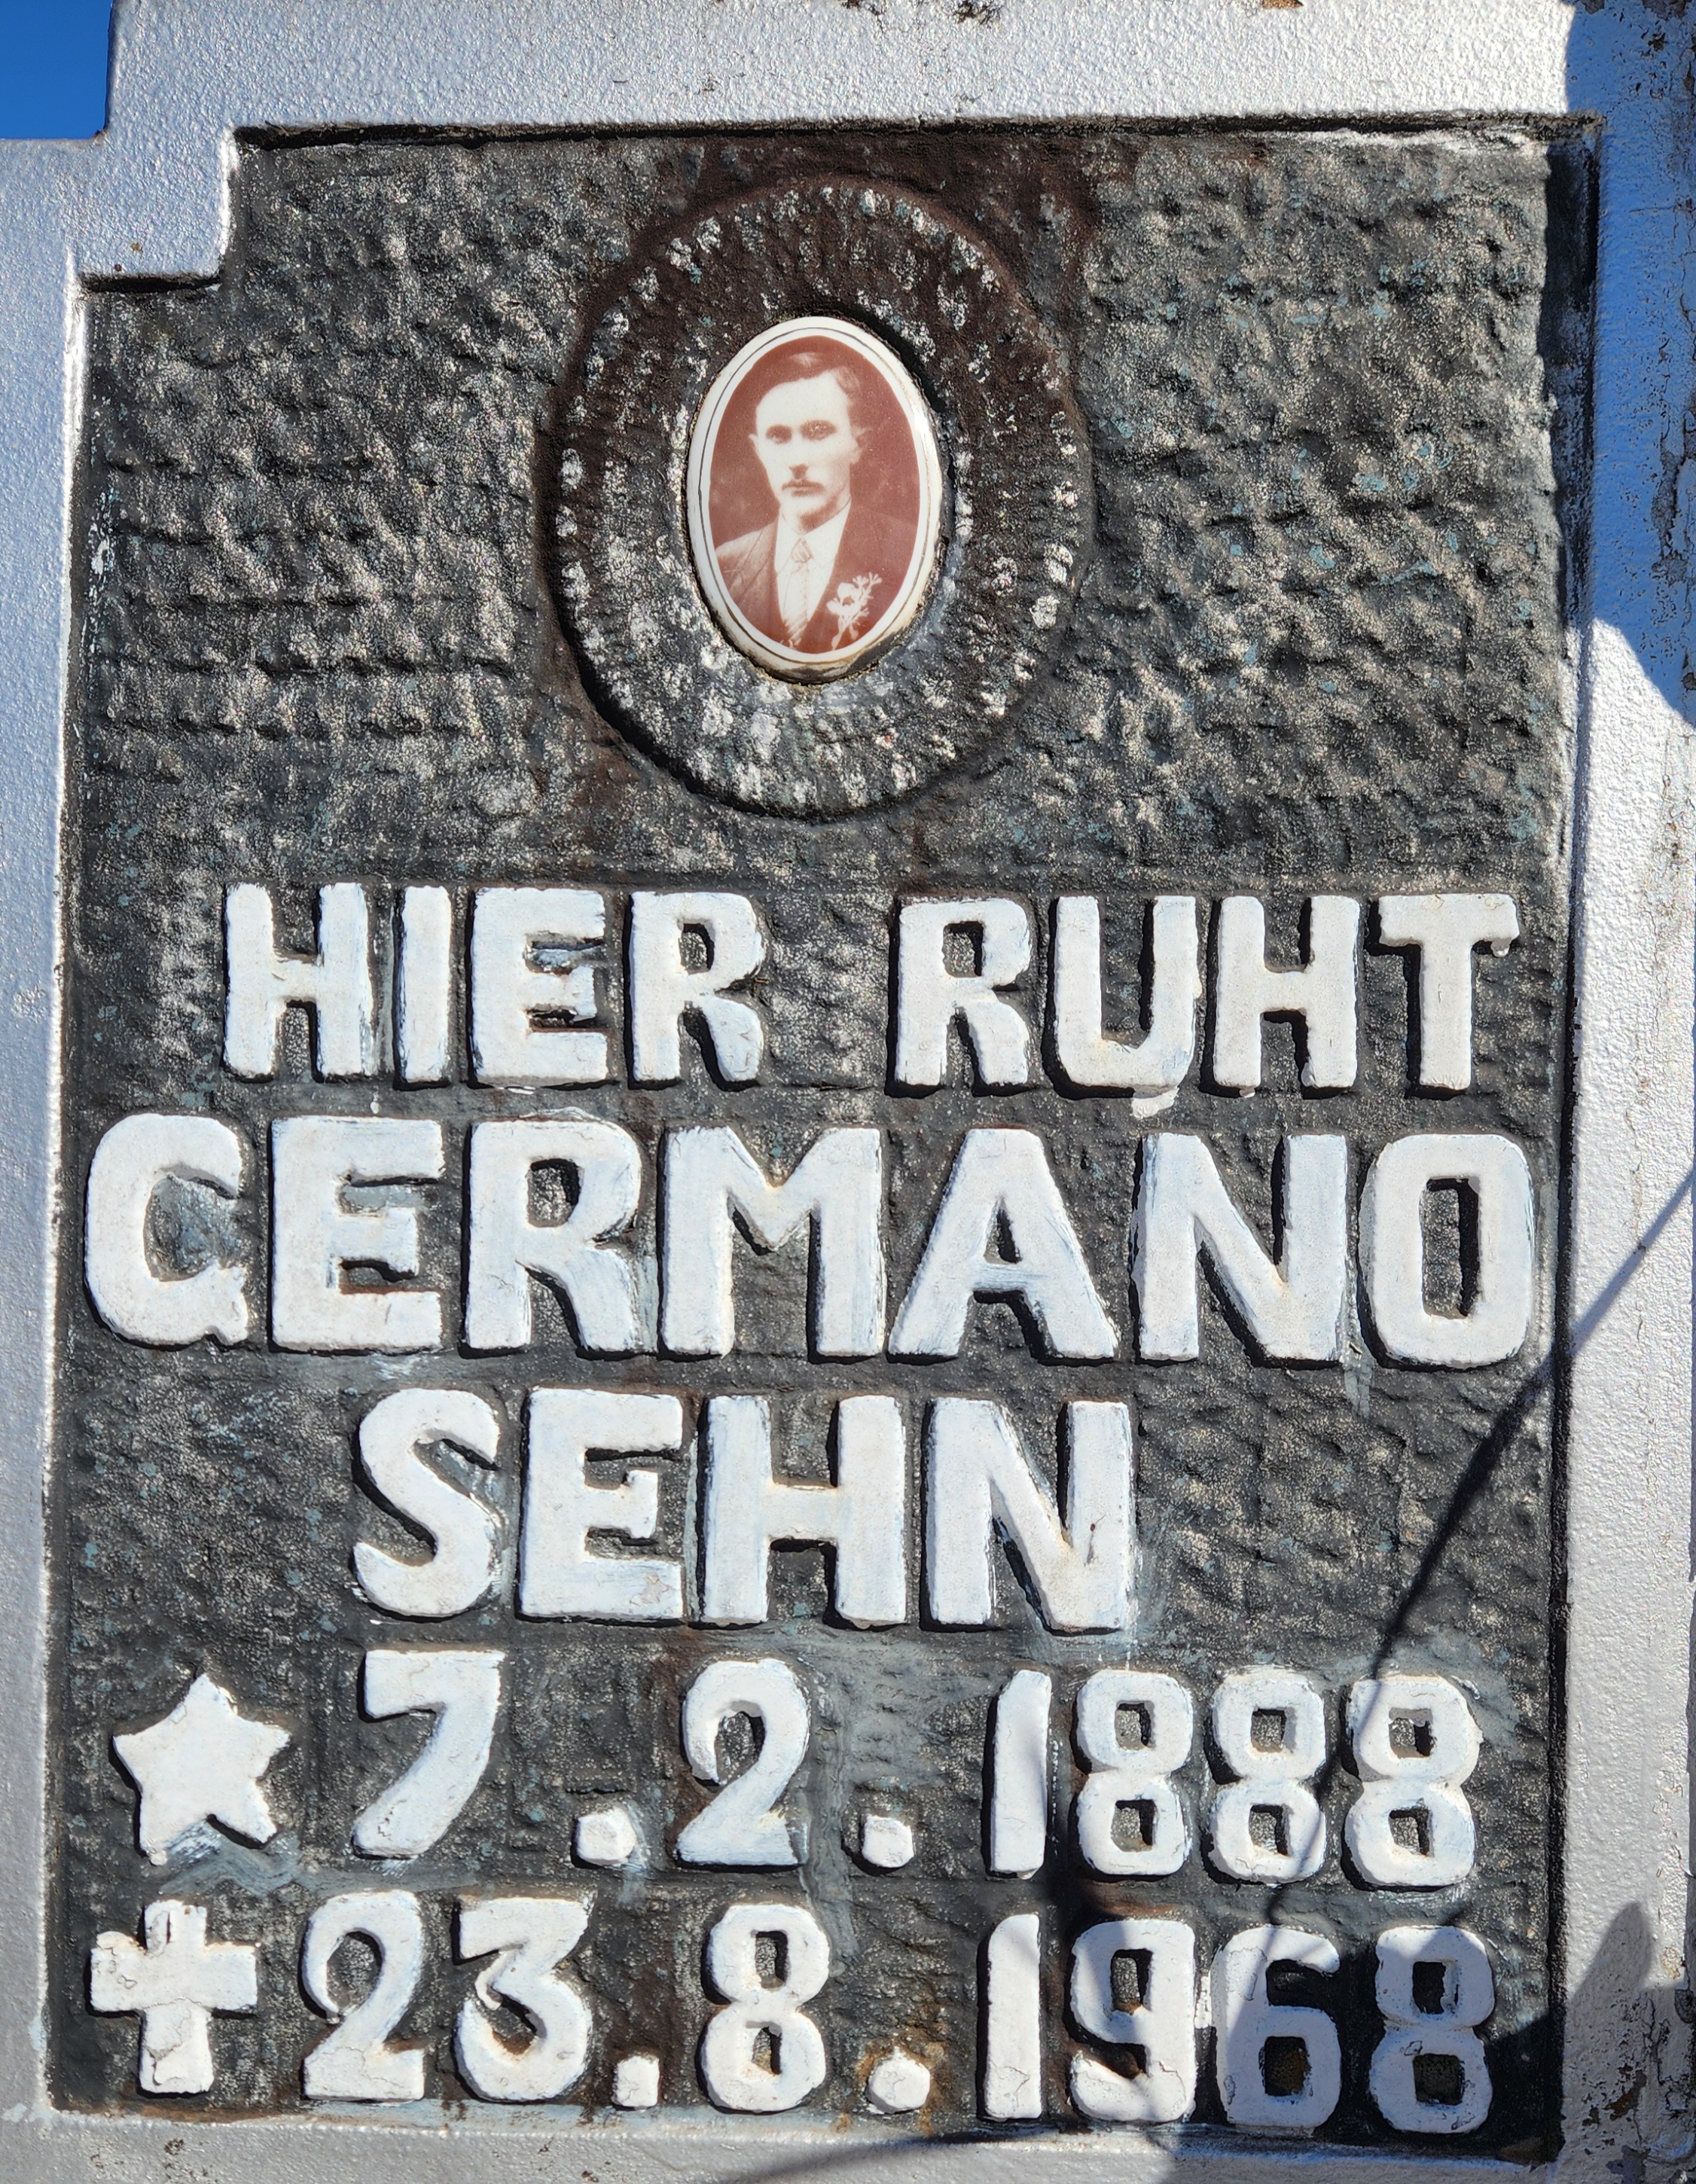 HIER RUHT
GERMANO
SEHN
★ 7.2.1888
✝ 23.8.1968